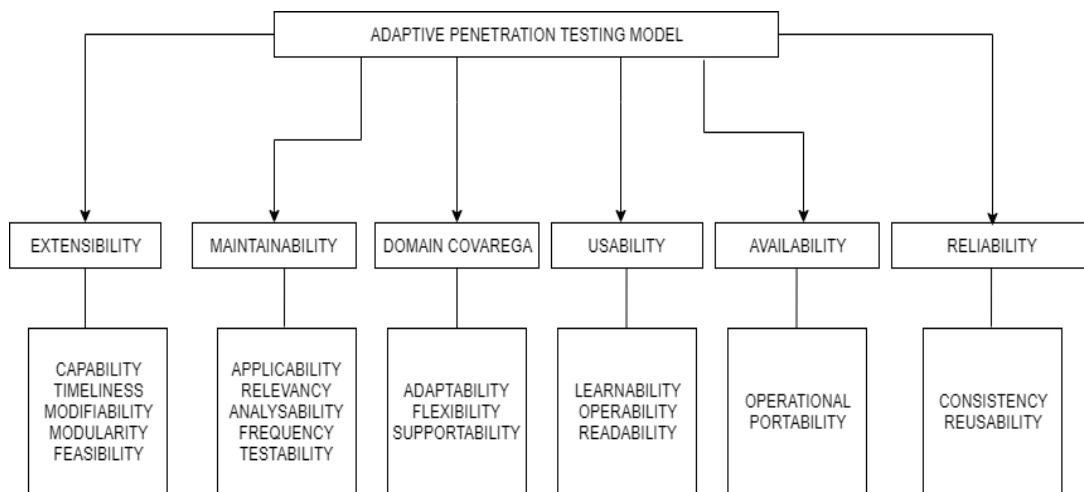 ADAPTIVE PENETRATION TESTING MODEL
EXTENSIBILITY
MAINTAINABILITY
DOMAIN COVAREGA
USABILITY
AVAILABILITY
RELIABILITY
CAPABILITY
TIMELINESS
MODIFIABILITY
MODULARITY
FEASIBILITY
APPLICABILITY
RELEVANCY
ANALYSABILITY
FREQUENCY
TESTABILITY
ADAPTABILITY
FLEXIBILITY
SUPPORTABILITY
LEARNABILITY
OPERABILITY
READABILITY
OPERATIONAL
PORTABILITY
CONSISTENCY
REUSABILITY